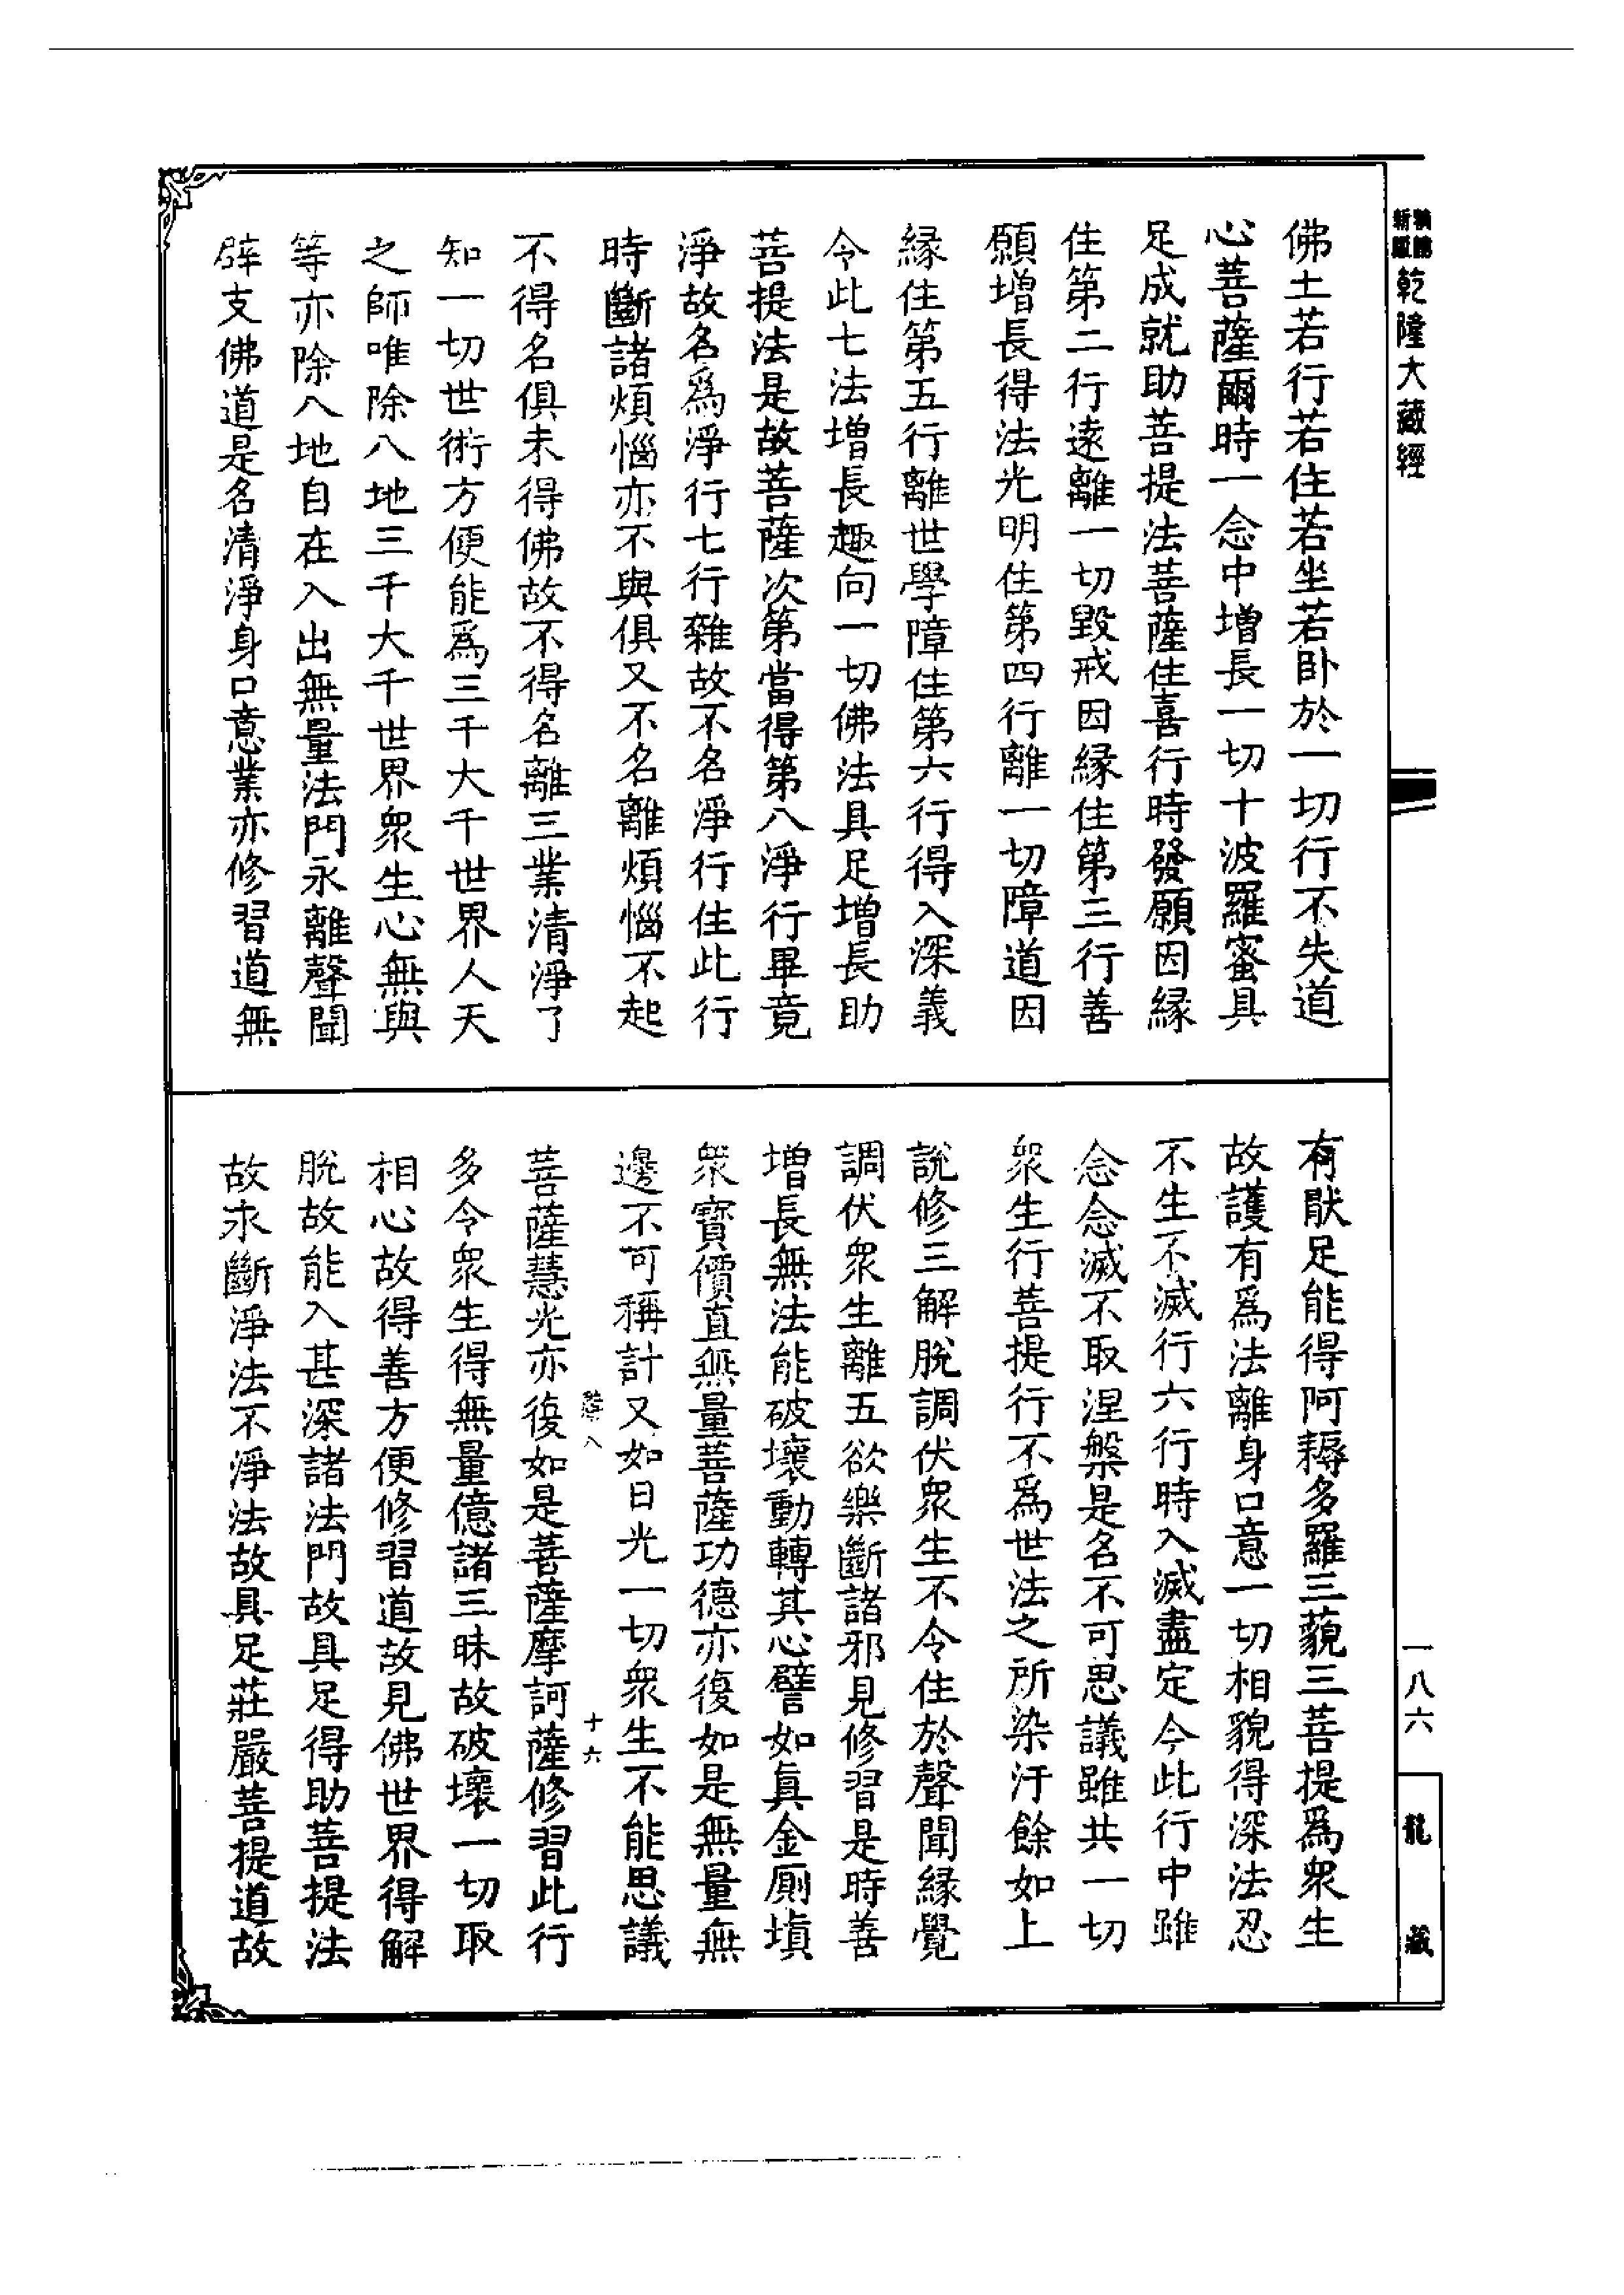 新版
乾隆大藏經
佛土若行若住若坐若卧於一切行不失道
心菩薩爾時一念中增長一切十波羅蜜具
足成就助菩提法菩薩住喜行時發願因緣
住第二行遠離一切毀戒因緣住第三行善
願增長得法光明住第四行離一切障道因
緣住第五行離世學障住第六行得入深義
令此七法增長趣向一切佛法具足增長助
菩提法是故菩薩次第當得第八淨行畢竟
淨故名爲淨行七行雜故不名淨行住此行
時斷諸煩惱亦不與俱又不名離煩惱不起
不得名俱未得佛故不得名離三業清淨了
知一切世術方便能爲三千大千世界人天
之師唯除八地三千大千世界衆生心無與
等亦除八地自在入出無量法門永離聲聞
辟支佛道是名清淨身口意業亦修習道無
有猒足能得阿耨多羅三藐三菩提爲衆生
故護有爲法離身口意一切相貌得深法忍
不生不滅行六行時入滅盡定今此行中雖
念念滅不取涅槃是名不可思議雖共一切
衆生行菩提行不爲世法之所染汙餘如上
說修三解脫調伏衆生不令住於聲聞緣覺
調伏衆生離五欲樂斷諸邪見修習是時善
增長無法能破壞動轉其心譬如真金廁塡
衆寶價直無量菩薩功德亦復如是無量無
邊不可稱計又如日光一切衆生不能思議
八
十六
菩薩慧光亦復如是菩薩摩訶薩修習此行
多令衆生得無量億諸三昧故破壞一切取
相心故得善方便修習道故見佛世界得解
脫故能入甚深諸法門故具足得助菩提法
故永斷淨法不淨法故具足莊嚴菩提道故
一八六
龍藏